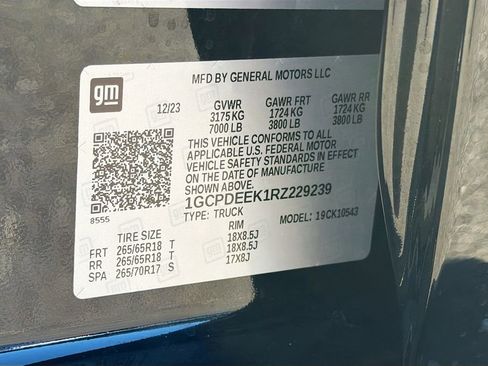 gm
MFD BY GENERAL MOTORS LLC
12/23 GVWR GAWR FRT GAWR RR
3175 KG 1724 KG 1724 KG
7000 LB 3800 LB 3800 LB
THIS VEHICLE CONFORMS TO ALL
APPLICABLE U.S. FEDERAL MOTOR
VEHICLE SAFETY STANDARDS IN EFFECT
ON THE DATE OF MANUFACTURE
SHOWN ABOVE.
1GCPDEEK1RZ229239
8555 TYPE: TRUCK MODEL: 19CK10543
TIRE SIZE RIM
FRT 265/65R18 T 18X8.5J
RR 265/65R18 T 18X8.5J
SPA 265/70R17 S 17X8J